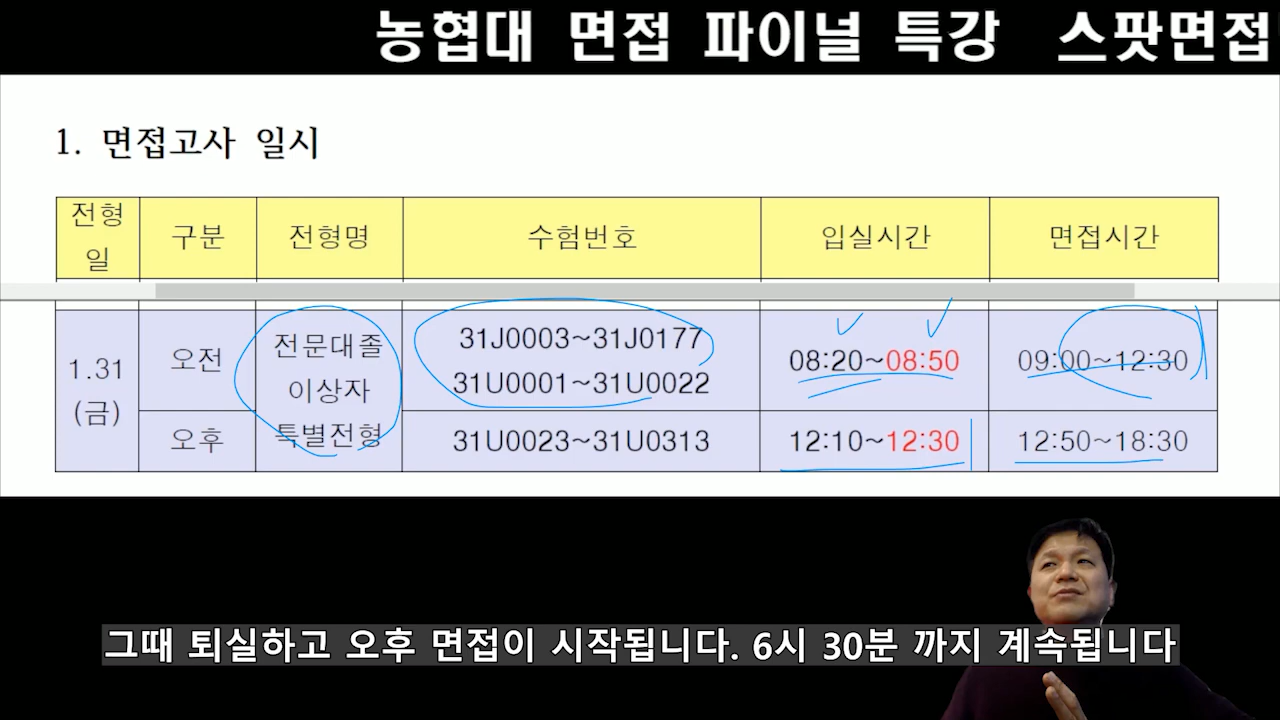 농협대 면접 파이널 특강 스팟면접
1. 면접고사 일시
전형일 구분 전형명 수험번호 입실시간 면접시간
1.31 (금) 오전 전문대졸 이상자 특별전형 31J0003~31J0177 31U0001~31U0022 08:20~08:50 09:00~12:30
오후 31U0023~31U0313 12:10~12:30 12:50~18:30
그때 퇴실하고 오후 면접이 시작됩니다. 6시 30분 까지 계속됩니다